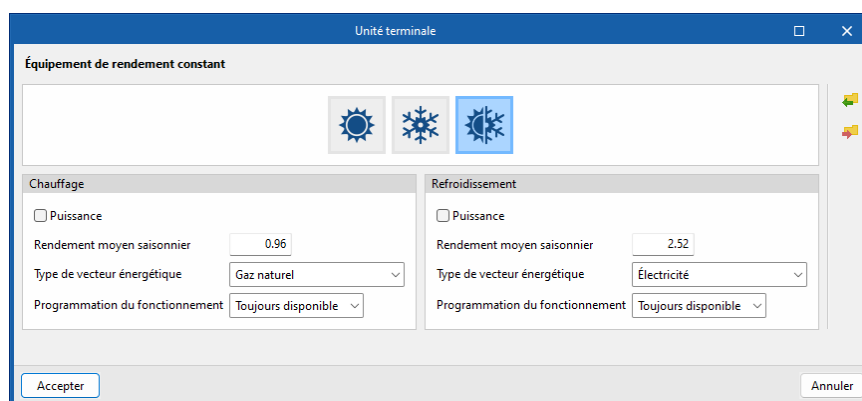 Unité terminale
Équipement de rendement constant
Chauffage
Puissance
Rendement moyen saisonnier 0.96
Type de vecteur énergétique Gaz naturel
Programmation du fonctionnement Toujours disponible
Refroidissement
Puissance
Rendement moyen saisonnier 2.52
Type de vecteur énergétique Électricité
Programmation du fonctionnement Toujours disponible
Accepter
Annuler